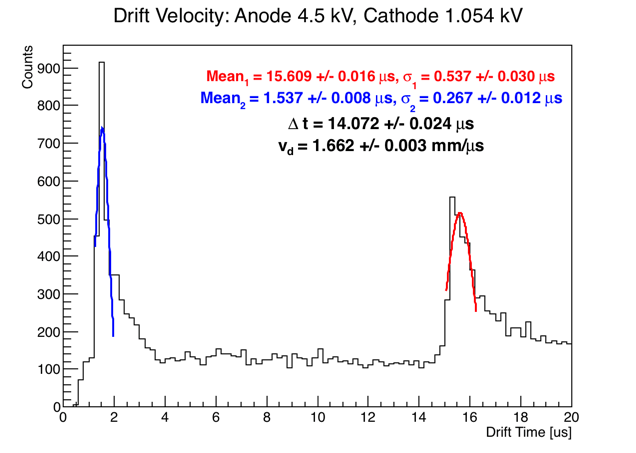 Drift Velocity: Anode 4.5 kV, Cathode 1.054 kV
Counts
Mean1 = 15.609 +/- 0.016 μs, σ1 = 0.537 +/- 0.030 μs
Mean2 = 1.537 +/- 0.008 μs, σ2 = 0.267 +/- 0.012 μs
Δ t = 14.072 +/- 0.024 μs
vd = 1.662 +/- 0.003 mm/μs
900
800
700
600
500
400
300
200
100
0
0 2 4 6 8 10 12 14 16 18 20
Drift Time [us]